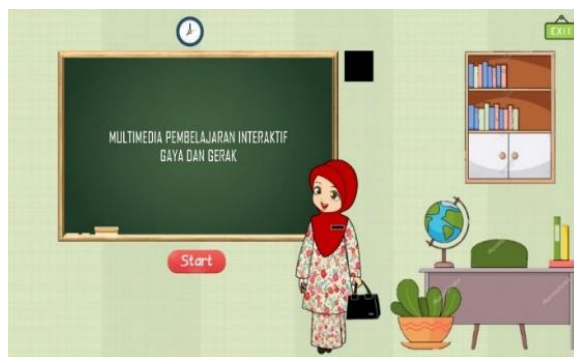 EXIT
MULTIMEDIA PEMBELAJARAN INTERAKTIF
GAYA DAN GERAK
Start